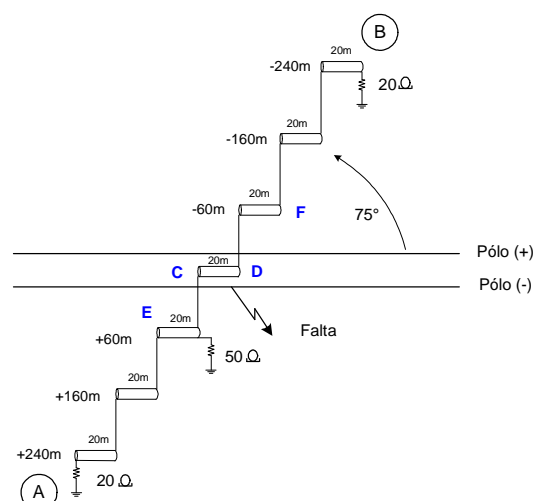 B
20m
-240m
20Ω
20m
-160m
20m
-60m
F
75°
Pólo (+)
20m
C
D
Pólo (-)
E
20m
Falta
+60m
50Ω
20m
+160m
20m
+240m
A
20Ω